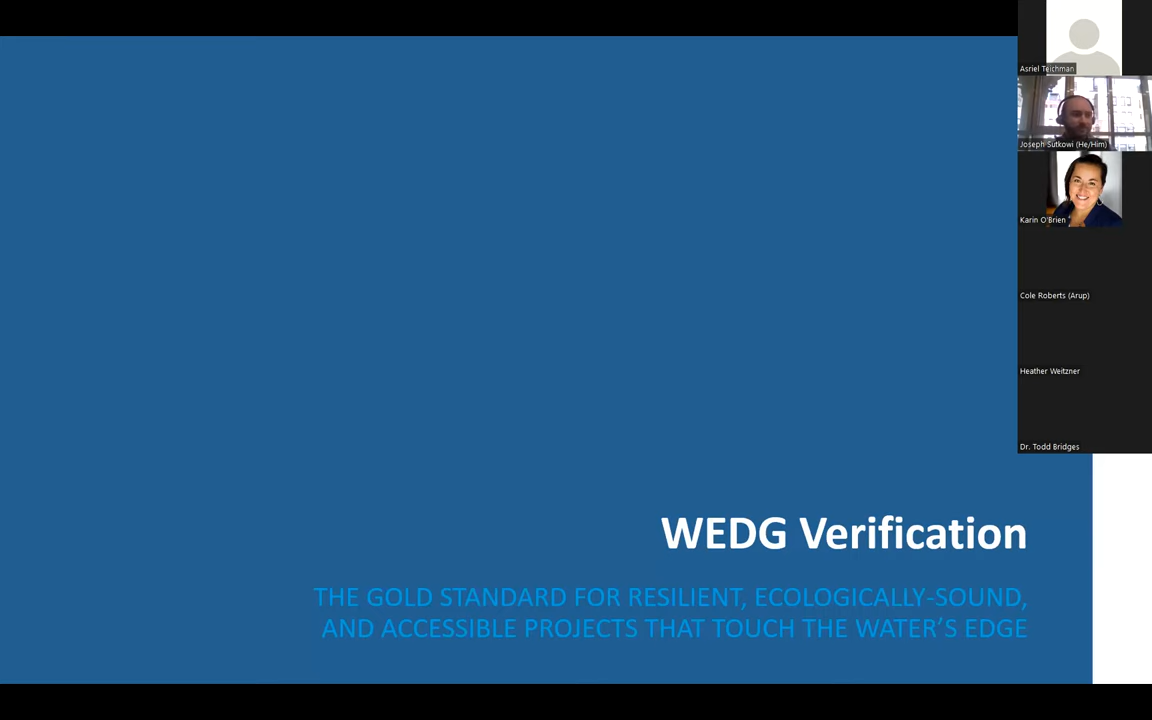 Asriel Teichman
Joseph Sutkowi (He/Him)
Karin O'Brien
Cole Roberts (Arup)
Heather Weitzner
Dr. Todd Bridges
WEDG Verification
THE GOLD STANDARD FOR RESILIENT, ECOLOGICALLY-SOUND,
AND ACCESSIBLE PROJECTS THAT TOUCH THE WATER’S EDGE